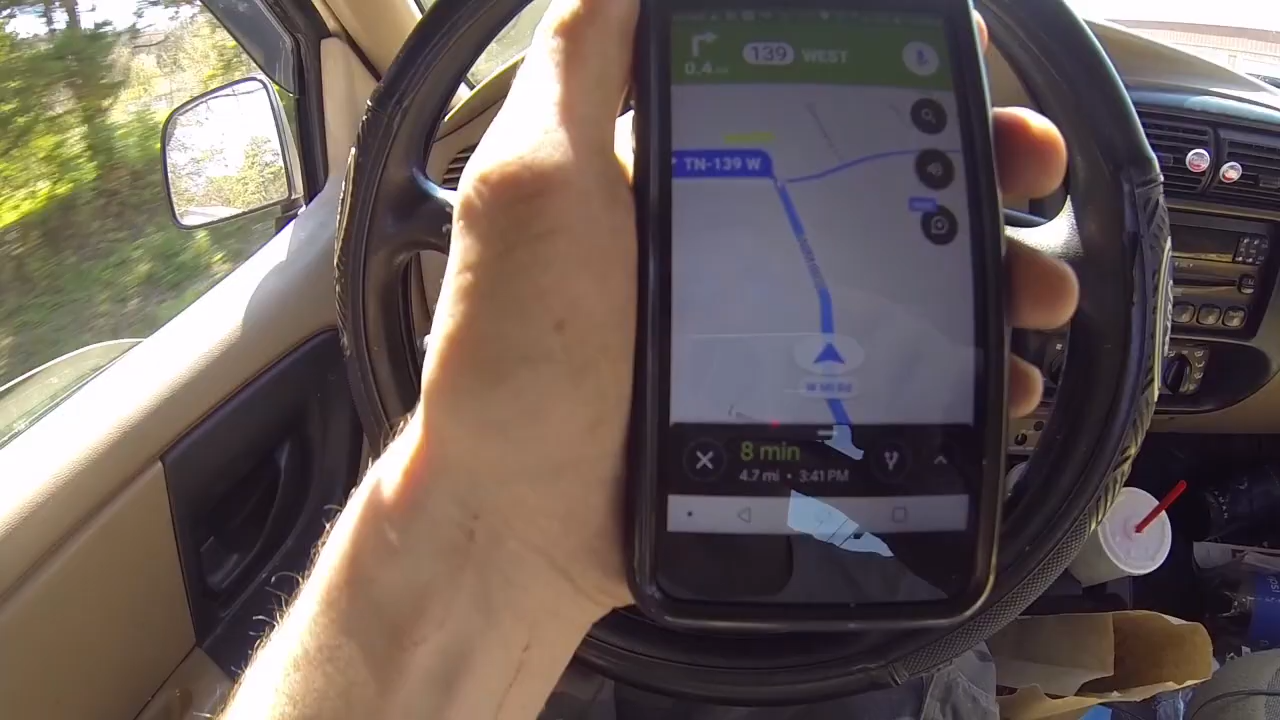 139 WEST
0.4 mi
TN-139 W
W Mill Rd
8 min
4.7 mi • 3:41 PM